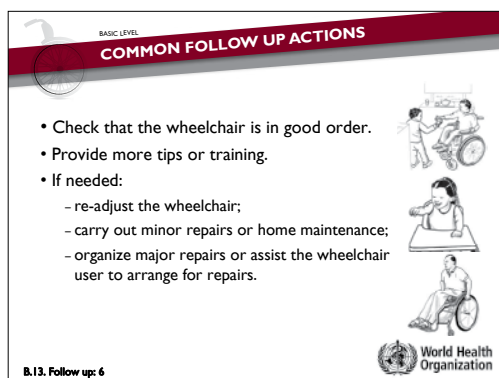 BASIC LEVEL
COMMON FOLLOW UP ACTIONS
• Check that the wheelchair is in good order.
• Provide more tips or training.
• If needed:
– re-adjust the wheelchair;
– carry out minor repairs or home maintenance;
– organize major repairs or assist the wheelchair
user to arrange for repairs.
World Health
Organization
B.13. Follow up: 6